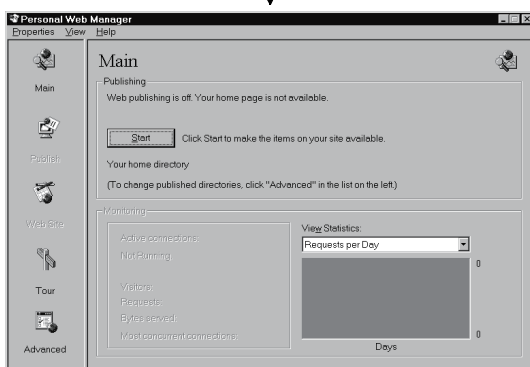 Personal Web Manager
Properties View Help
Main
Publish
Web Site
Tour
Advanced
Main
Publishing
Web publishing is off. Your home page is not available.
Start Click Start to make the items on your site available.
Your home directory
(To change published directories, click "Advanced" in the list on the left.)
Monitoring
Active connections:
Not Running
Visitors:
Requests:
Bytes served:
Most concurrent connections:
View Statistics:
Requests per Day
0
0
Days